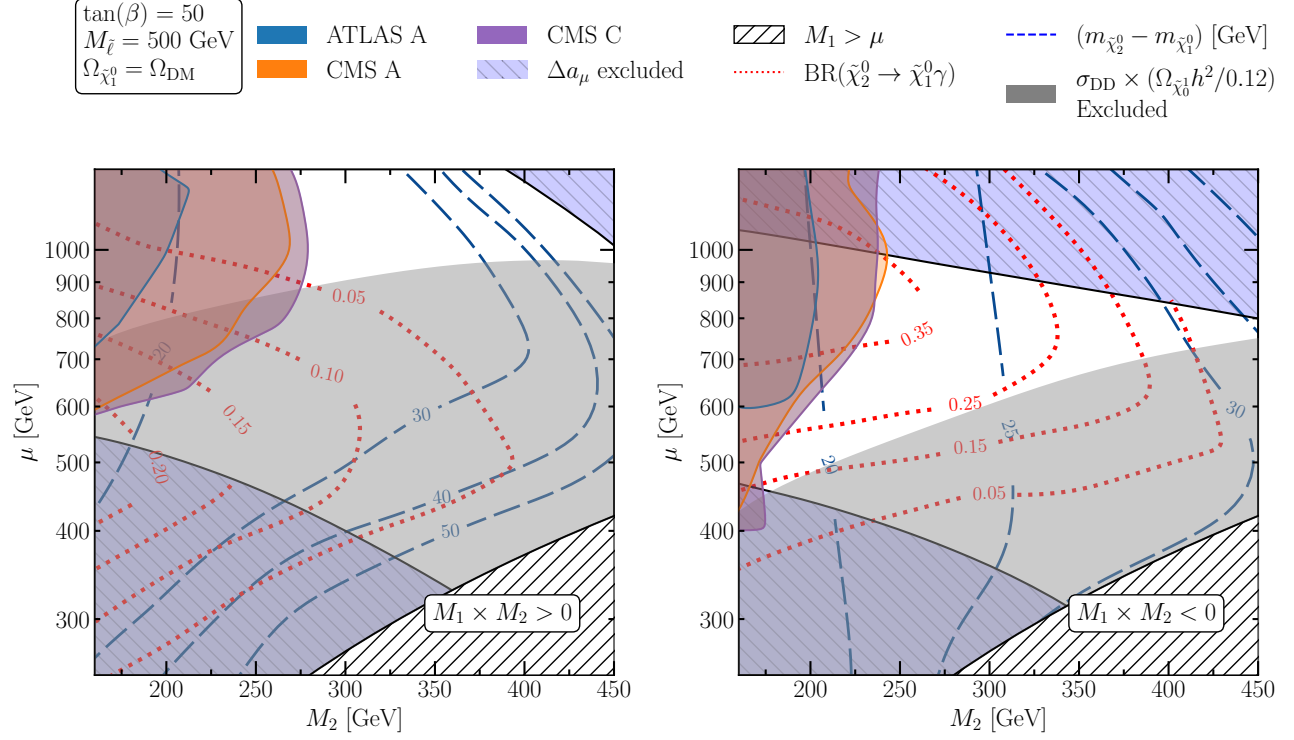 tan(β) = 50
M_ℓ̃ = 500 GeV
Ω_χ̃₁⁰ = Ω_DM
ATLAS A
CMS A
CMS C
Δa_μ excluded
M₁ > μ
BR(χ̃₂⁰ → χ̃₁⁰γ)
(m_χ̃₂⁰ − m_χ̃₁⁰) [GeV]
σ_DD × (Ω_χ̃₀¹h²/0.12)
Excluded
μ [GeV]
1000
900
800
700
600
500
400
300
200
250
300
350
400
450
M₂ [GeV]
0.05
0.10
0.15
0.20
20
30
40
50
M₁ × M₂ > 0
μ [GeV]
1000
900
800
700
600
500
400
300
200
250
300
350
400
450
M₂ [GeV]
0.35
0.25
0.15
0.05
20
25
30
M₁ × M₂ < 0